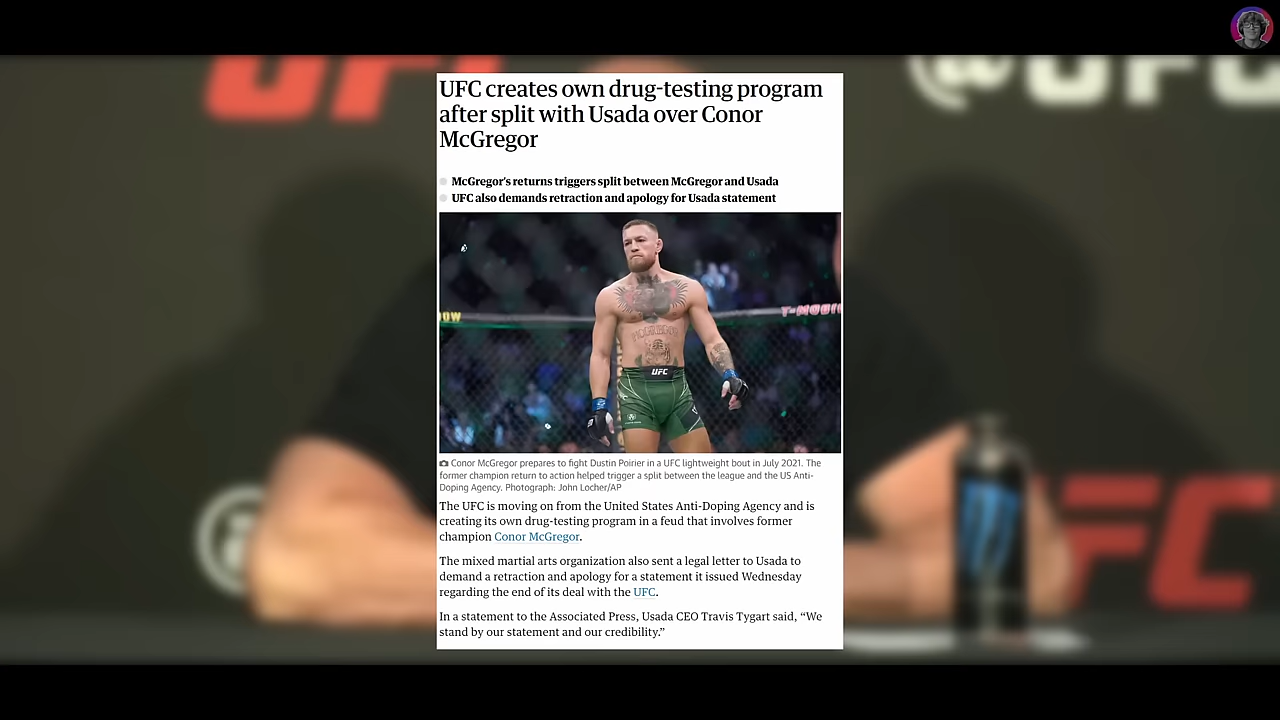 UFC
@UFC
UFC creates own drug-testing program
after split with Usada over Conor
McGregor
McGregor's returns triggers split between McGregor and Usada
UFC also demands retraction and apology for Usada statement
OW
T-MOBI
MCGREGOR
UFC
Conor McGregor prepares to fight Dustin Poirier in a UFC lightweight bout in July 2021. The
former champion return to action helped trigger a split between the league and the US Anti-
Doping Agency. Photograph: John Locher/AP
The UFC is moving on from the United States Anti-Doping Agency and is
creating its own drug-testing program in a feud that involves former
champion Conor McGregor.
The mixed martial arts organization also sent a legal letter to Usada to
demand a retraction and apology for a statement it issued Wednesday
regarding the end of its deal with the UFC.
In a statement to the Associated Press, Usada CEO Travis Tygart said, “We
stand by our statement and our credibility.”
FC